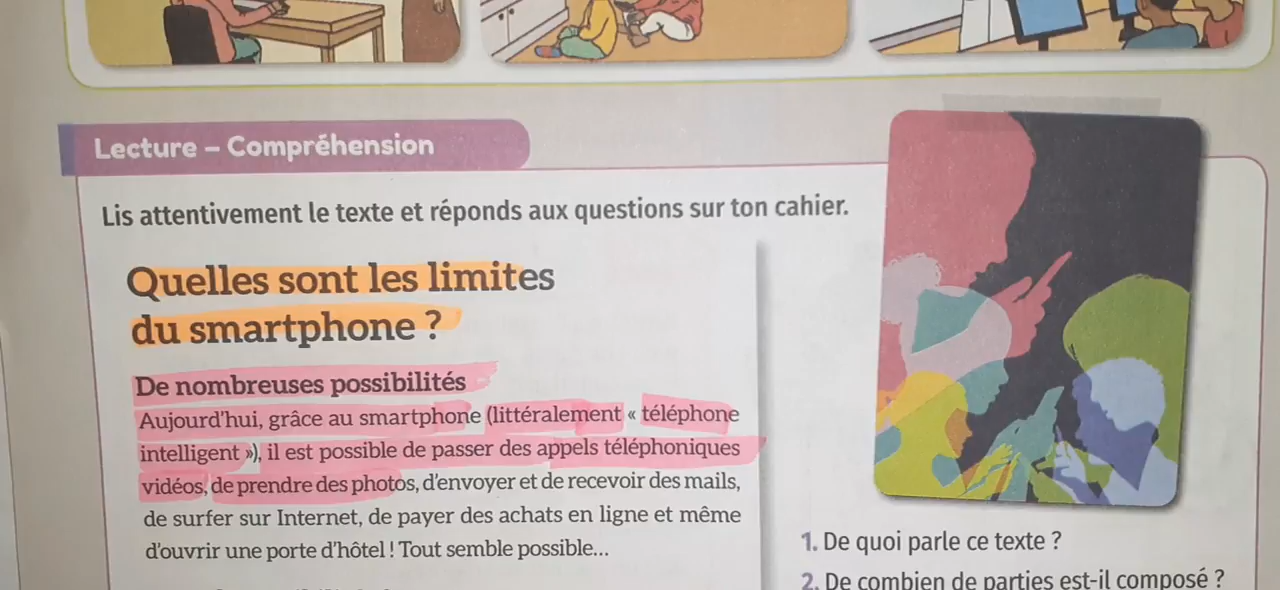 Lecture – Compréhension
Lis attentivement le texte et réponds aux questions sur ton cahier.
Quelles sont les limites
du smartphone ?
De nombreuses possibilités
Aujourd'hui, grâce au smartphone (littéralement « téléphone
intelligent »), il est possible de passer des appels téléphoniques
vidéos, de prendre des photos, d'envoyer et de recevoir des mails,
de surfer sur Internet, de payer des achats en ligne et même
d'ouvrir une porte d'hôtel ! Tout semble possible...
1. De quoi parle ce texte ?
2. De combien de parties est-il composé ?